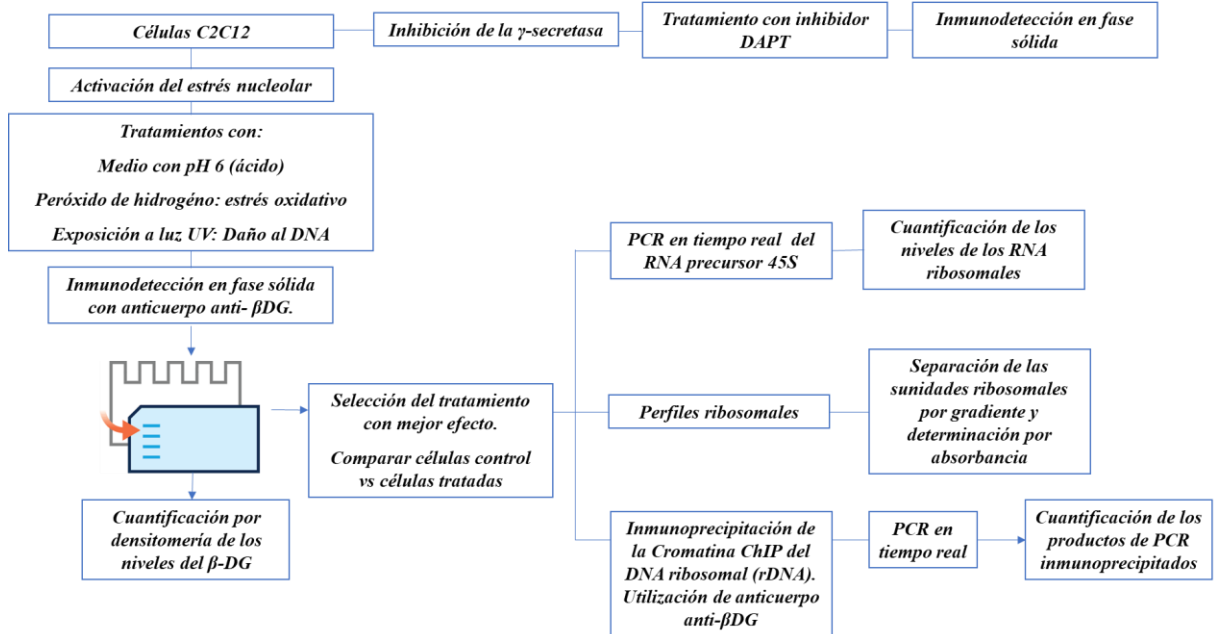 Células C2C12
Inhibición de la γ-secretasa
Tratamiento con inhibidor
DAPT
Inmunodetección en fase
sólida
Activación del estrés nucleolar
Tratamientos con:
Medio con pH 6 (ácido)
Peróxido de hidrogéno: estrés oxidativo
Exposición a luz UV: Daño al DNA
Inmunodetección en fase sólida
con anticuerpo anti- βDG.
Cuantificación por
densitomería de los
niveles del β-DG
Selección del tratamiento
con mejor efecto.
Comparar células control
vs células tratadas
PCR en tiempo real  del
RNA precursor 45S
Cuantificación de los
niveles de los RNA
ribosomales
Perfiles ribosomales
Separación de las
sunidades ribosomales
por gradiente y
determinación por
absorbancia
Inmunoprecipitación de
la Cromatina ChIP del
DNA ribosomal (rDNA).
Utilización de anticuerpo
anti-βDG
PCR en
tiempo real
Cuantificación de los
productos de PCR
inmunoprecipitados